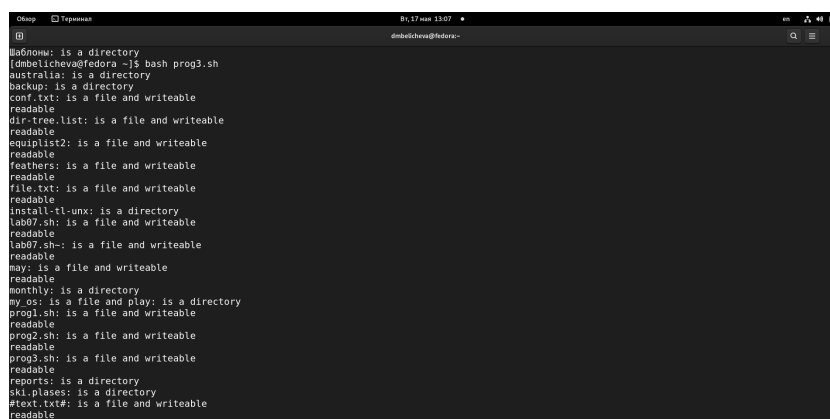 Обзор Терминал Вт, 17 мая 13:07 en
dmbelicheva@fedora:~
Шаблоны: is a directory
[dmbelicheva@fedora ~]$ bash prog3.sh
australia: is a directory
backup: is a directory
conf.txt: is a file and writeable
readable
dir-tree.list: is a file and writeable
readable
equiplist2: is a file and writeable
readable
feathers: is a file and writeable
readable
file.txt: is a file and writeable
readable
install-tl-unx: is a directory
lab07.sh: is a file and writeable
readable
lab07.sh~: is a file and writeable
readable
may: is a file and writeable
readable
monthly: is a directory
my_os: is a file and play: is a directory
prog1.sh: is a file and writeable
readable
prog2.sh: is a file and writeable
readable
prog3.sh: is a file and writeable
readable
reports: is a directory
ski.plases: is a directory
#text.txt#: is a file and writeable
readable